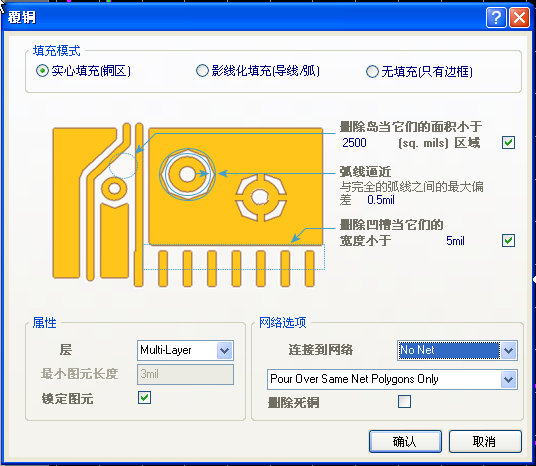 覆铜
填充模式
实心填充(铜区)
影线化填充(导线/弧)
无填充(只有边框)
删除岛当它们的面积小于
2500 (sq. mils) 区域
弧线逼近
与完全的弧线之间的最大偏
差 0.5mil
删除凹槽当它们的
宽度小于 5mil
属性
层 Multi-Layer
最小图元长度 3mil
锁定图元
网络选项
连接到网络 No Net
Pour Over Same Net Polygons Only
删除死铜
确认
取消